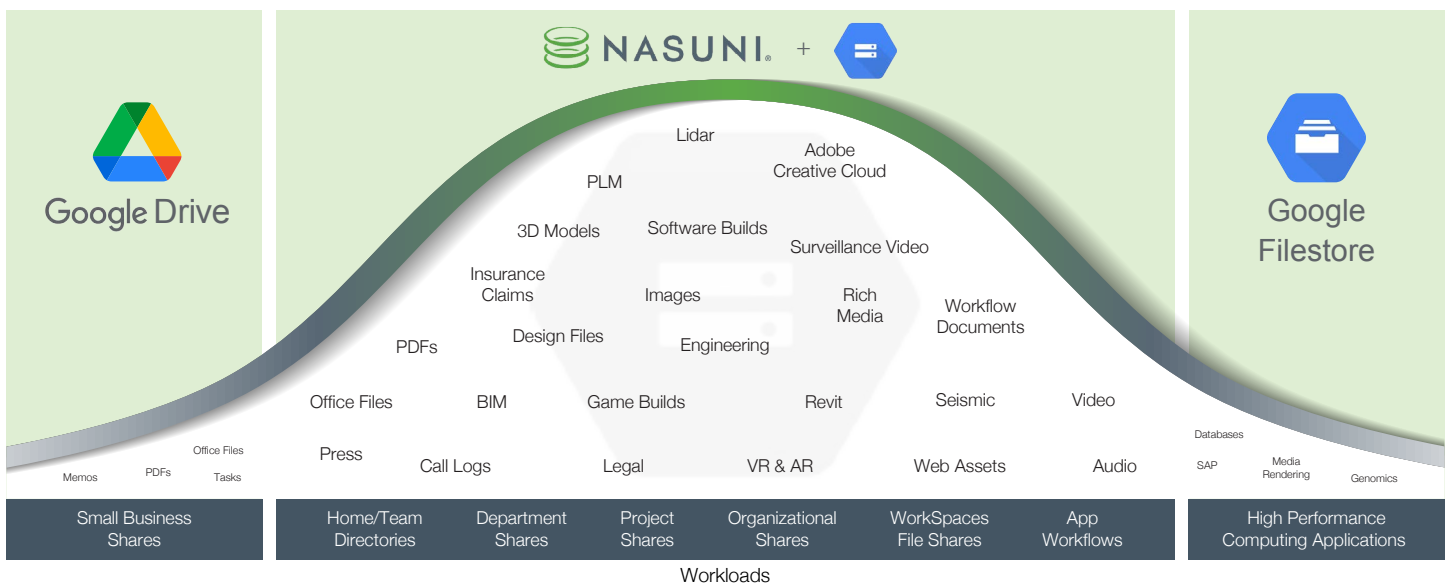 NASUNI® +
Google Drive
Google
Filestore
Lidar
Adobe
Creative Cloud
PLM
3D Models
Software Builds
Surveillance Video
Insurance
Claims
Images
Rich
Media
Workflow
Documents
PDFs
Design Files
Engineering
Office Files
BIM
Game Builds
Revit
Seismic
Video
Press
Call Logs
Legal
VR & AR
Web Assets
Audio
Office Files
Memos
PDFs
Tasks
Databases
SAP
Media
Rendering
Genomics
Small Business
Shares
Home/Team
Directories
Department
Shares
Project
Shares
Organizational
Shares
WorkSpaces
File Shares
App
Workflows
High Performance
Computing Applications
Workloads